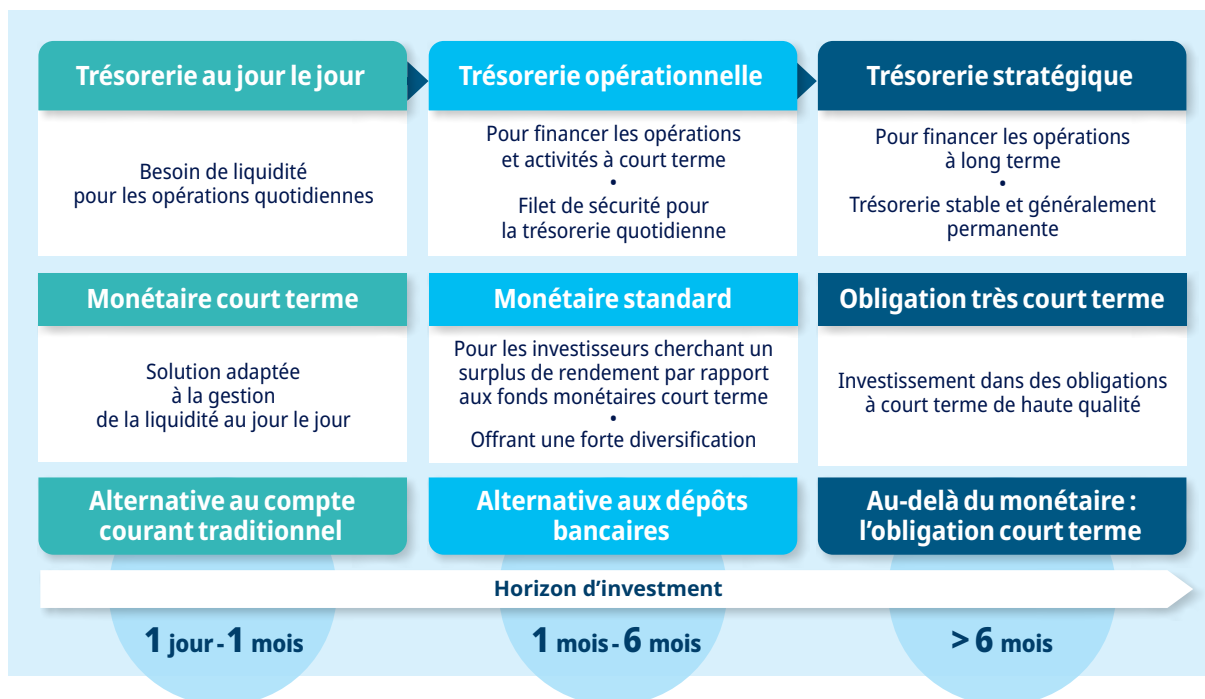 Trésorerie au jour le jour
Besoin de liquidité
pour les opérations quotidiennes
Monétaire court terme
Solution adaptée
à la gestion
de la liquidité au jour le jour
Alternative au compte
courant traditionnel
Trésorerie opérationnelle
Pour financer les opérations
et activités à court terme
•
Filet de sécurité pour
la trésorerie quotidienne
Monétaire standard
Pour les investisseurs cherchant un
surplus de rendement par rapport
aux fonds monétaires court terme
•
Offrant une forte diversification
Alternative aux dépôts
bancaires
Trésorerie stratégique
Pour financer les opérations
à long terme
•
Trésorerie stable et généralement
permanente
Obligation très court terme
Investissement dans des obligations
à court terme de haute qualité
Au-delà du monétaire :
l’obligation court terme
Horizon d’investment
1 jour - 1 mois
1 mois - 6 mois
> 6 mois